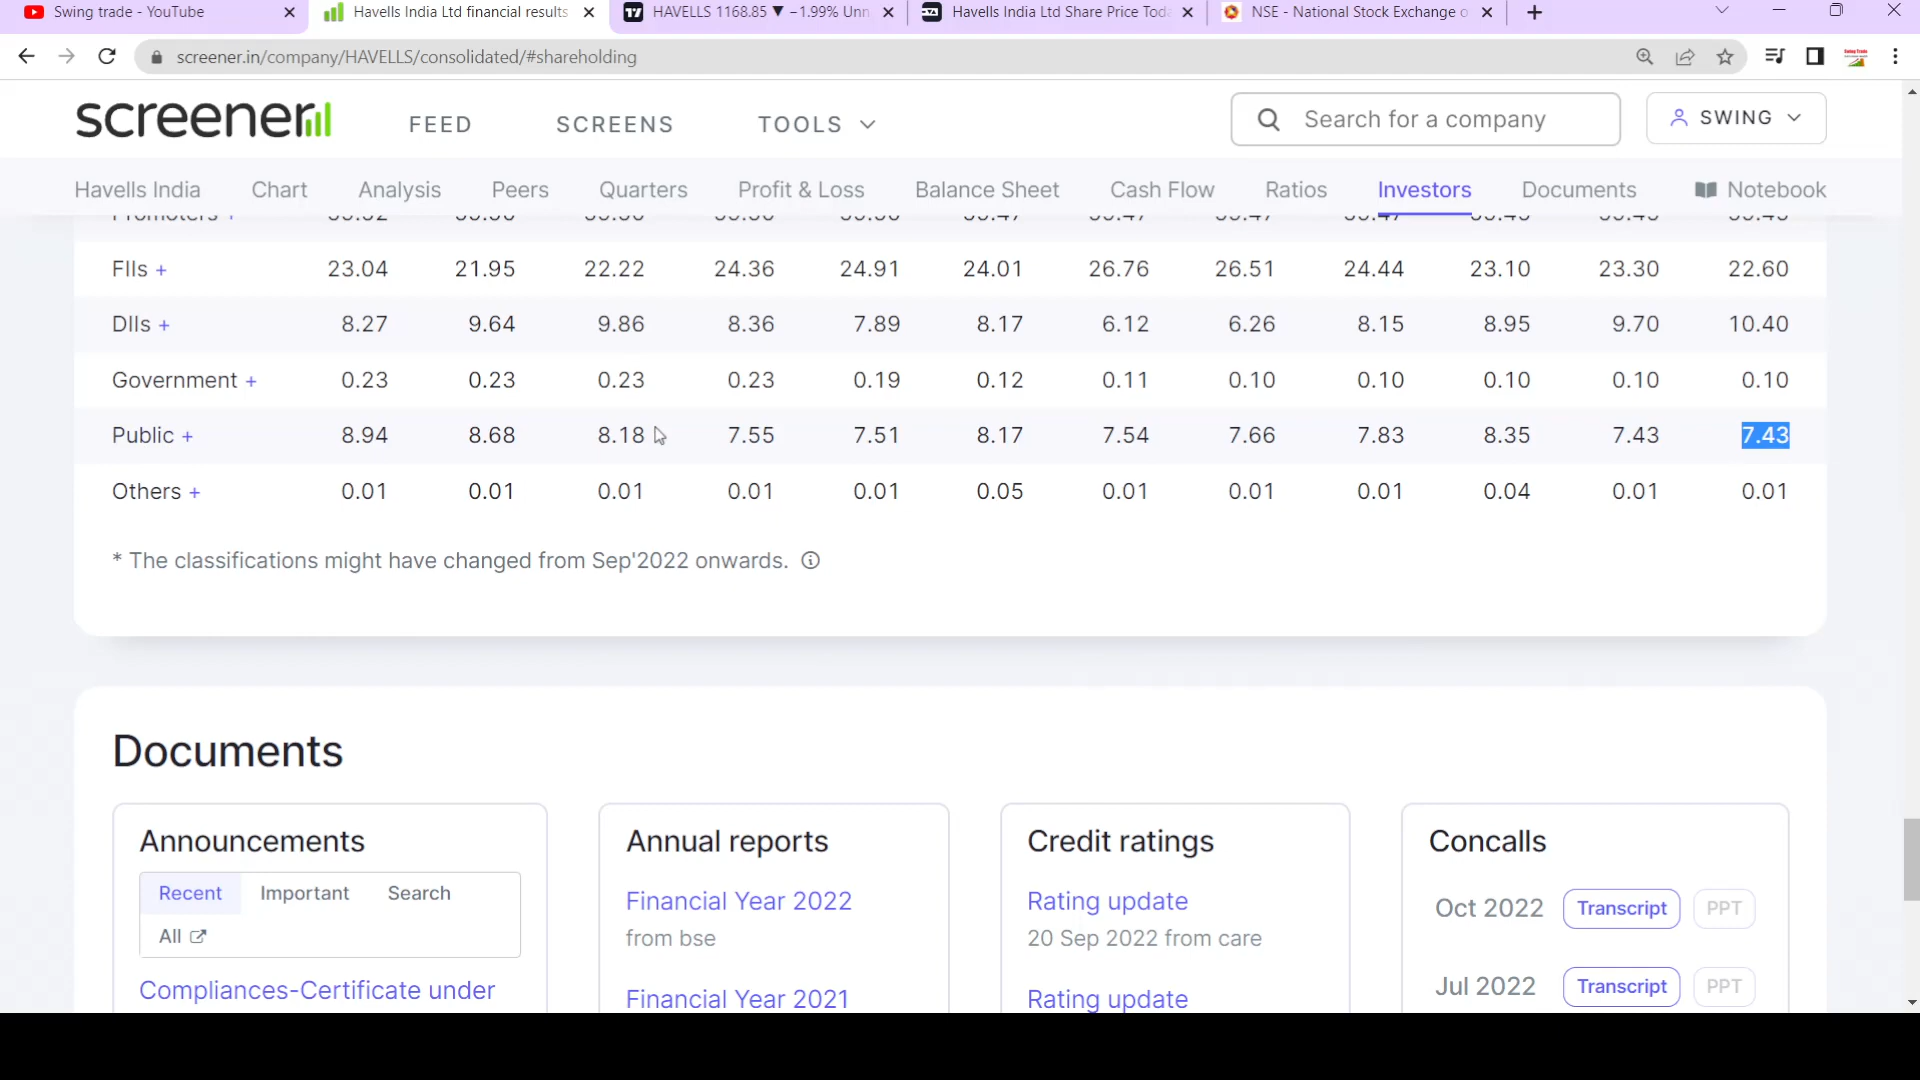 Swing trade - YouTube
Havells India Ltd financial results
HAVELLS 1168.85 ▼ −1.99% Unn
Havells India Ltd Share Price Toda
NSE - National Stock Exchange o
screener.in/company/HAVELLS/consolidated/#shareholding
screener
FEED
SCREENS
TOOLS
Search for a company
SWING
Havells India Chart Analysis Peers Quarters Profit & Loss Balance Sheet Cash Flow Ratios Investors Documents Notebook
Promoters +
FIIs + 23.04 21.95 22.22 24.36 24.91 24.01 26.76 26.51 24.44 23.10 23.30 22.60
DIIs + 8.27 9.64 9.86 8.36 7.89 8.17 6.12 6.26 8.15 8.95 9.70 10.40
Government + 0.23 0.23 0.23 0.23 0.19 0.12 0.11 0.10 0.10 0.10 0.10 0.10
Public + 8.94 8.68 8.18 7.55 7.51 8.17 7.54 7.66 7.83 8.35 7.43 7.43
Others + 0.01 0.01 0.01 0.01 0.01 0.05 0.01 0.01 0.01 0.04 0.01 0.01
* The classifications might have changed from Sep'2022 onwards.
Documents
Announcements
Recent Important Search
All
Compliances-Certificate under
Annual reports
Financial Year 2022
from bse
Financial Year 2021
Credit ratings
Rating update
20 Sep 2022 from care
Rating update
Concalls
Oct 2022 Transcript PPT
Jul 2022 Transcript PPT